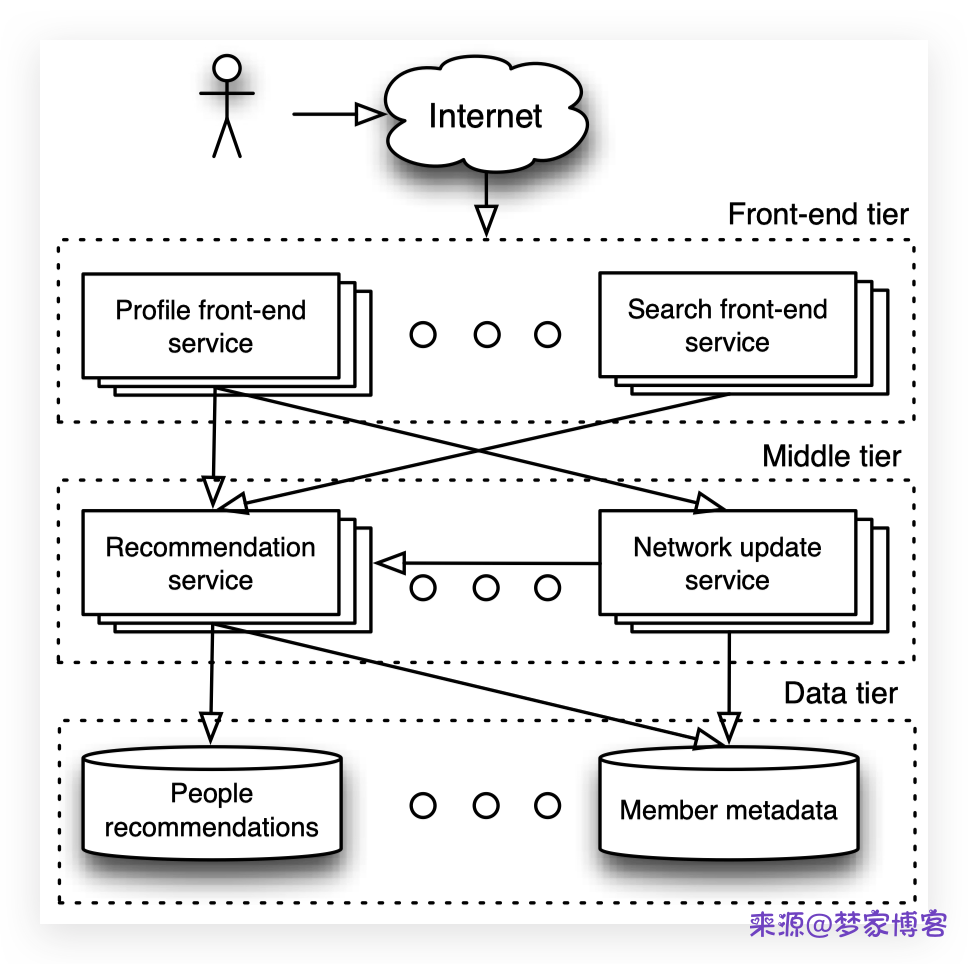 Internet
Front-end tier
Profile front-end
service
Search front-end
service
Middle tier
Recommendation
service
Network update
service
Data tier
People
recommendations
Member metadata
来源@梦家博客